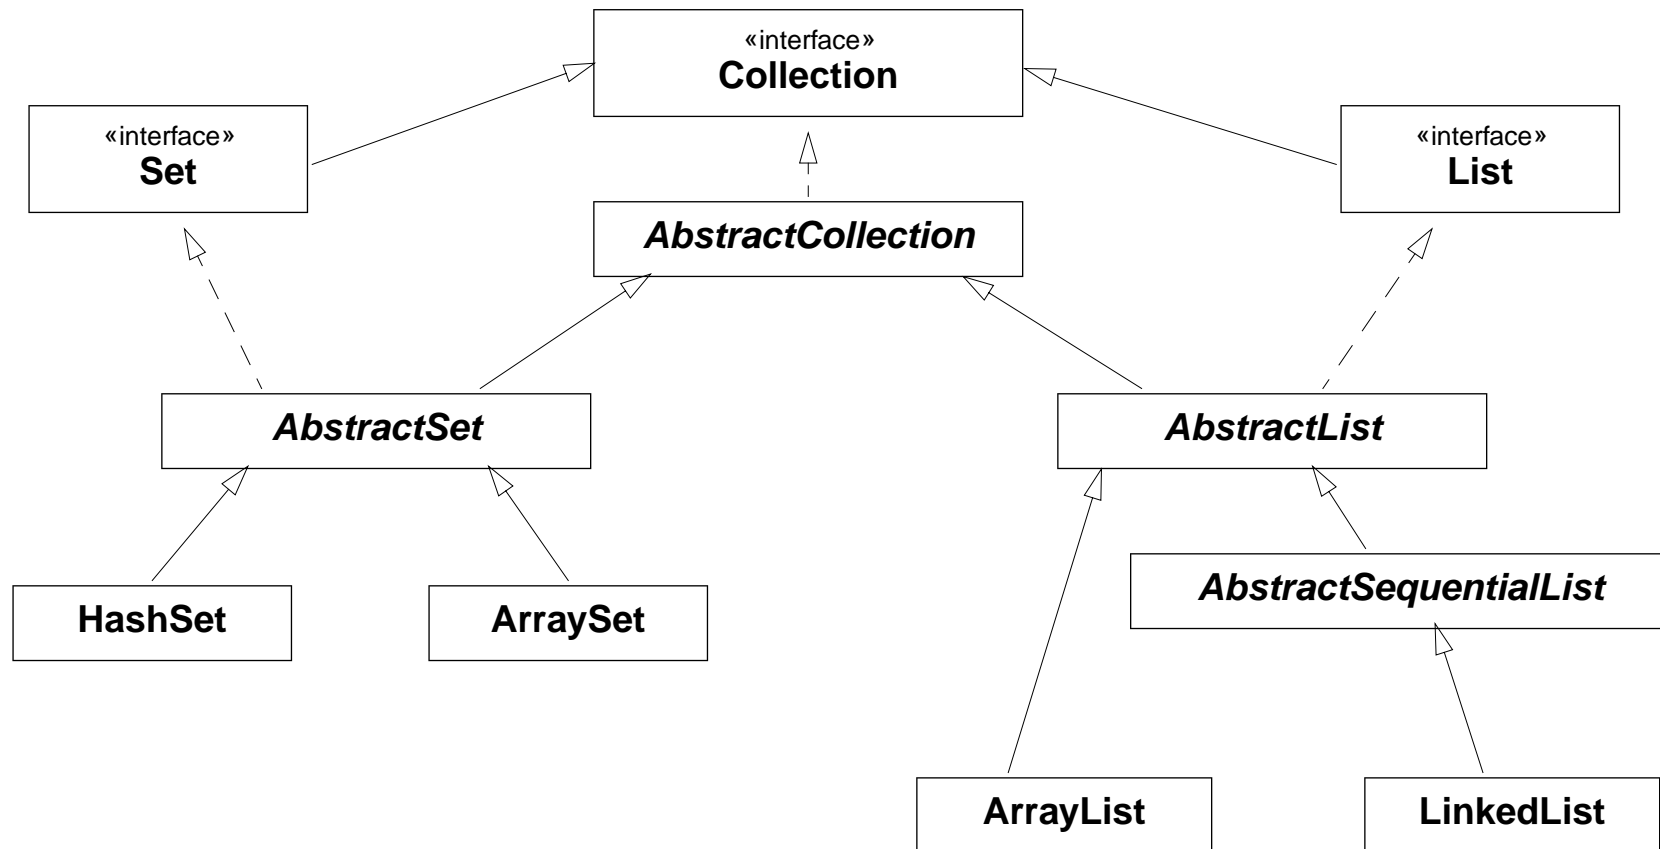 «interface»
Collection
«interface»
Set
«interface»
List
AbstractCollection
AbstractSet
AbstractList
AbstractSequentialList
HashSet
ArraySet
ArrayList
LinkedList